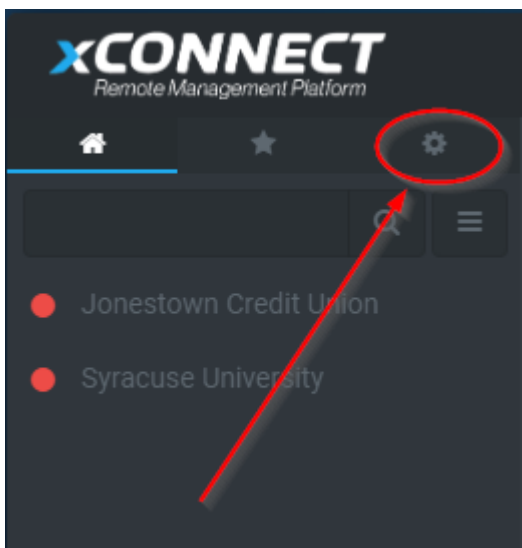 xCONNECT
Remote Management Platform
Jonestown Credit Union
Syracuse University